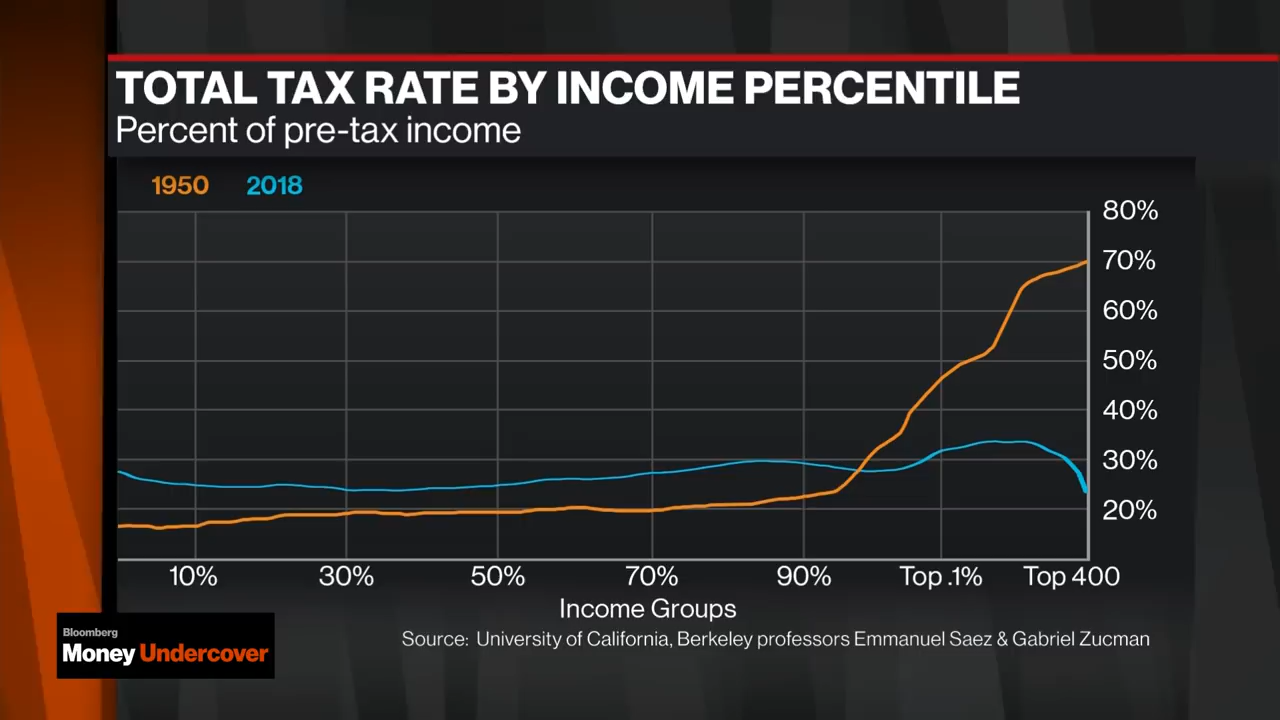 TOTAL TAX RATE BY INCOME PERCENTILE
Percent of pre-tax income
1950 2018
80%
70%
60%
50%
40%
30%
20%
10% 30% 50% 70% 90% Top .1% Top 400
Income Groups
Source: University of California, Berkeley professors Emmanuel Saez & Gabriel Zucman
Bloomberg
Money Undercover